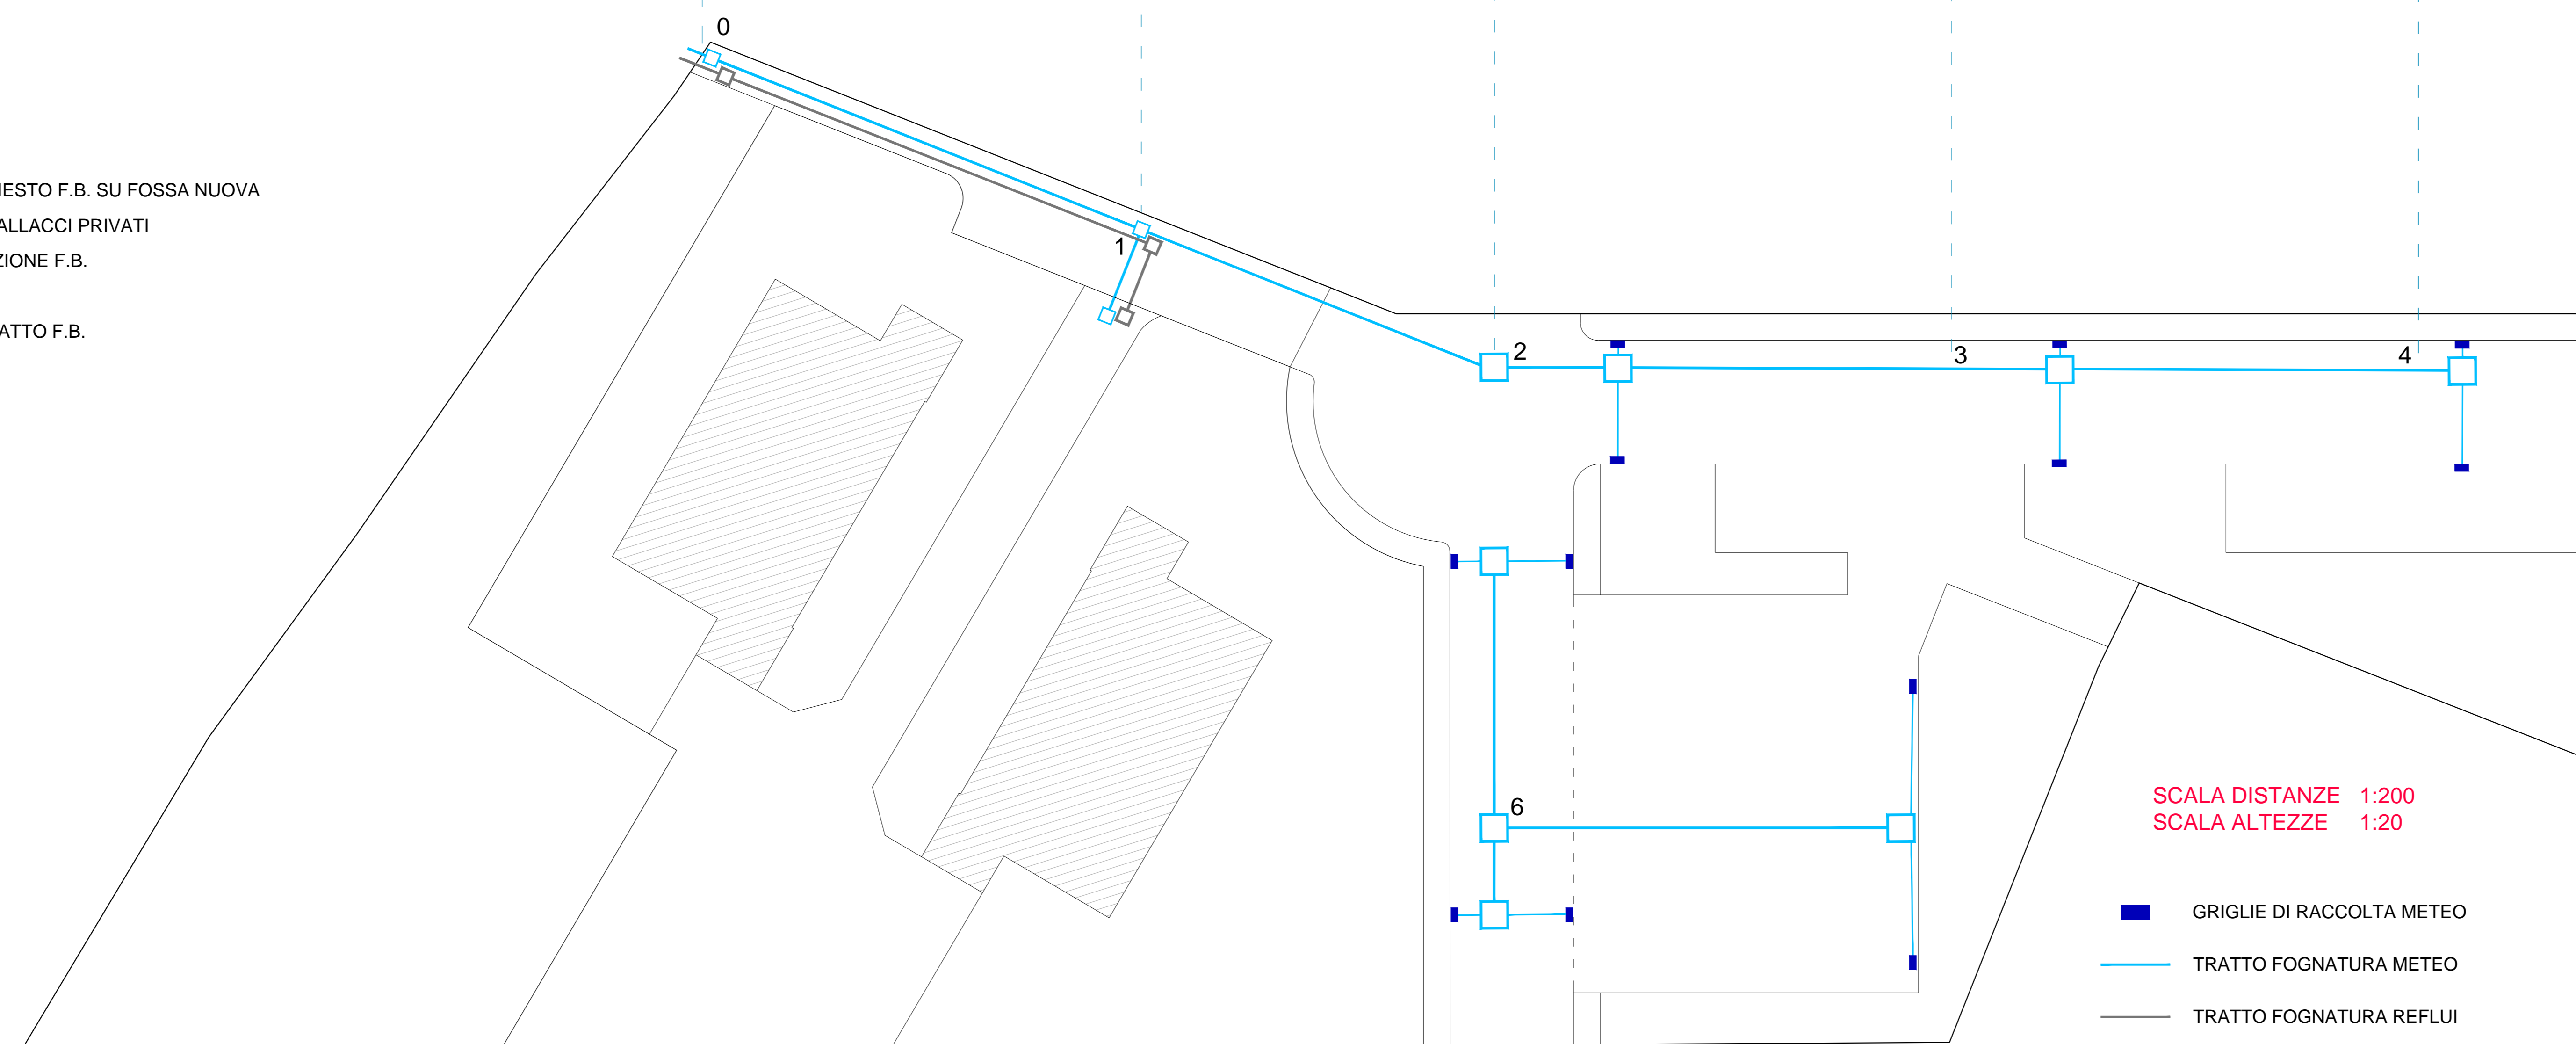 0
IESTO F.B. SU FOSSA NUOVA
ALLACCI PRIVATI
ZIONE F.B.
ATTO F.B.
1
2
3
4
6
SCALA DISTANZE 1:200
SCALA ALTEZZE 1:20
GRIGLIE DI RACCOLTA METEO
TRATTO FOGNATURA METEO
TRATTO FOGNATURA REFLUI